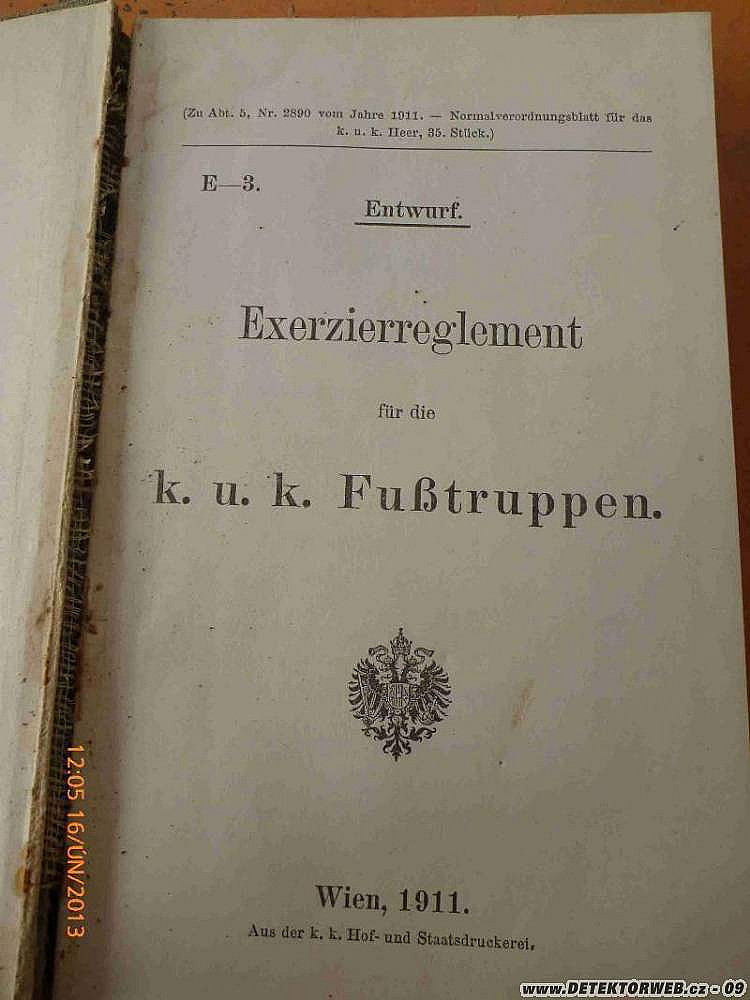 (Zu Abt. 5, Nr. 2890 vom Jahre 1911. — Normalverordnungsblatt für das
k. u. k. Heer, 35. Stück.)
E—3.
Entwurf.
Exerzierreglement
für die
k. u. k. Fußtruppen.
Wien, 1911.
Aus der k. k. Hof- und Staatsdruckerei.
12:05 16/ÚN/2013
www.DETEKTORWEB.cz - 09